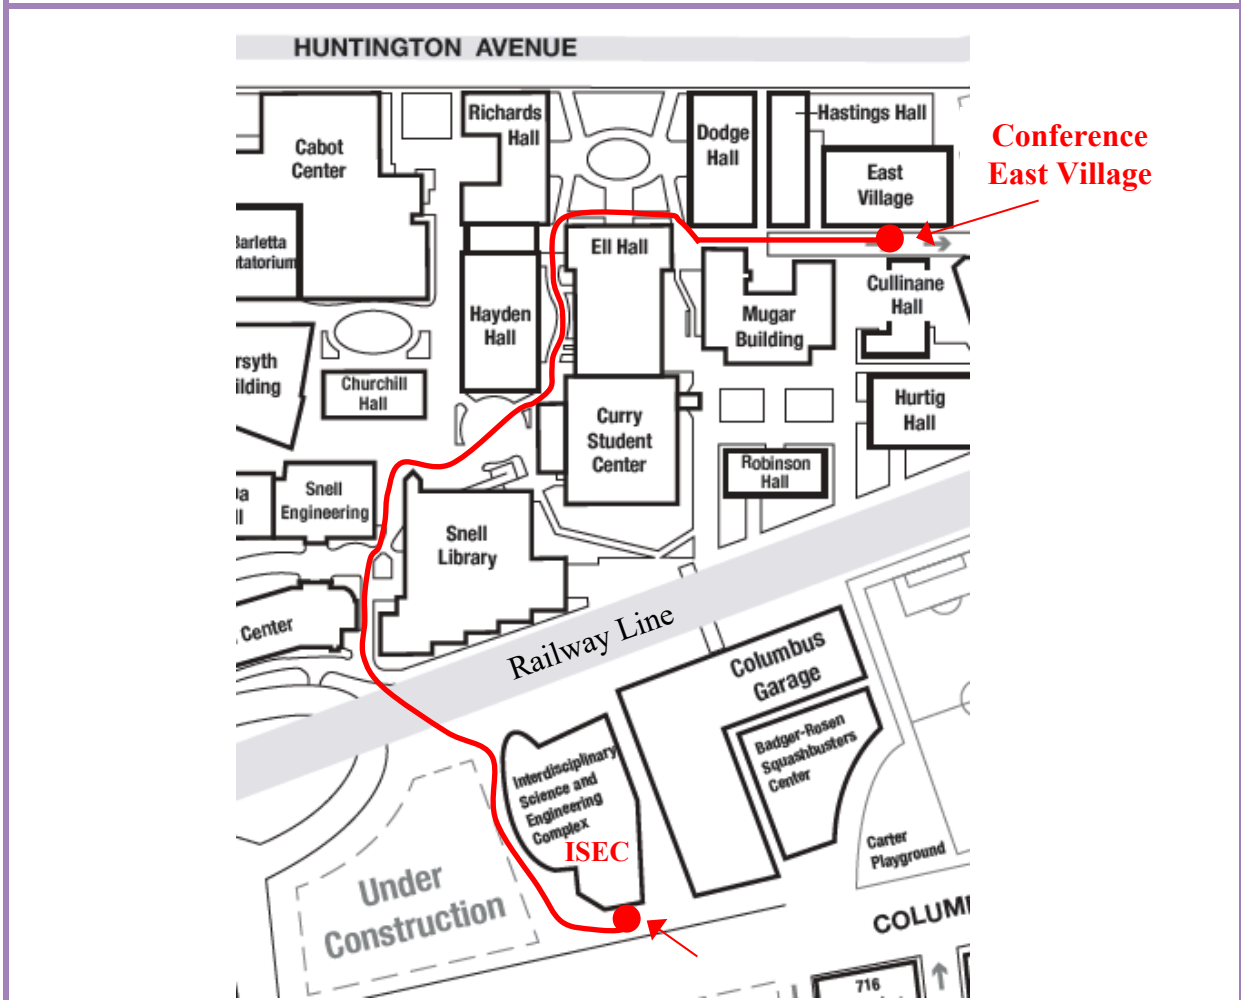 HUNTINGTON AVENUE
Richards
Hall
Hastings Hall
Dodge
Hall
Cabot
Center
Conference
East Village
East
Village
Barletta
Ell Hall
Cullinane
Hall
Hayden
Hall
Mugar
Building
Churchill
Hall
Hurtig
Hall
Curry
Student
Center
Robinson
Hall
Snell
Engineering
Snell
Library
Center
Railway Line
Columbus
Garage
Badger-Rosen
Squashbusters
Center
Interdisciplinary
Science and
Engineering
Complex
ISEC
Carter
Playground
Under
Construction
COLUM
716